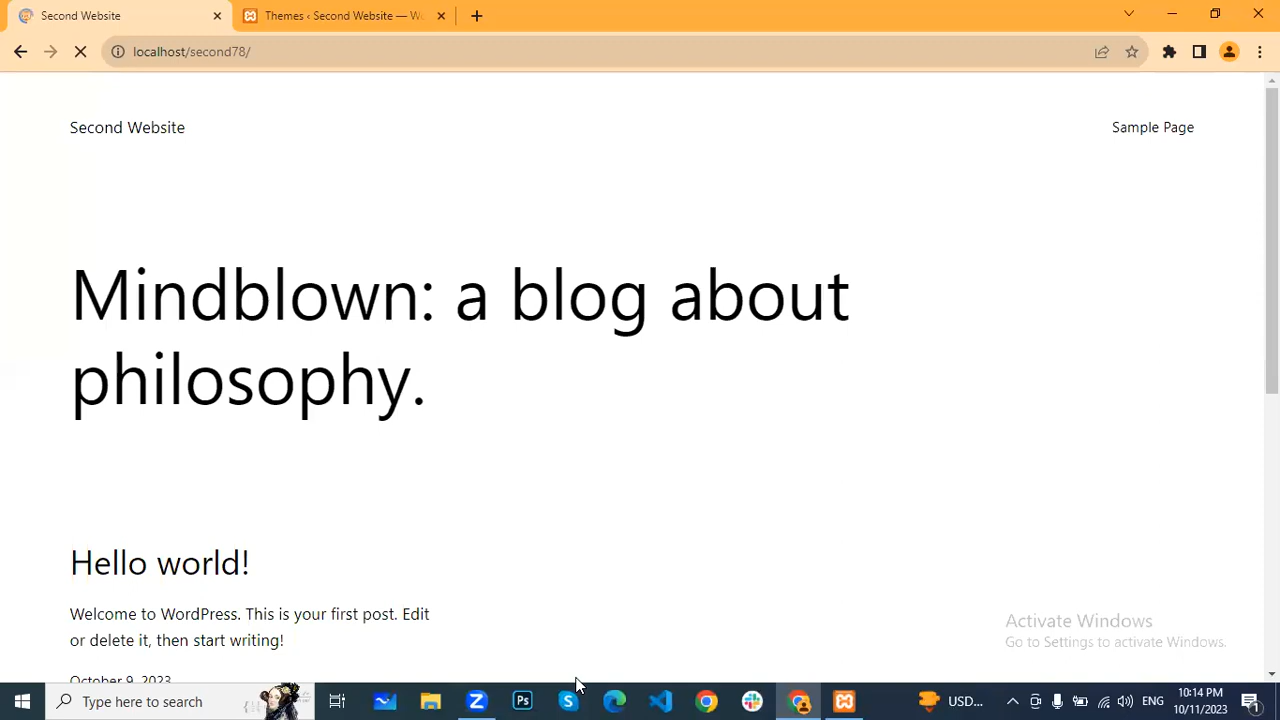 Second Website
Themes ‹ Second Website — W
localhost/second78/
Second Website
Sample Page
Mindblown: a blog about
philosophy.
Hello world!
Welcome to WordPress. This is your first post. Edit
or delete it, then start writing!
October 9, 2023
Activate Windows
Go to Settings to activate Windows.
Type here to search
Ps
USD...
ENG
10:14 PM
10/11/2023
1